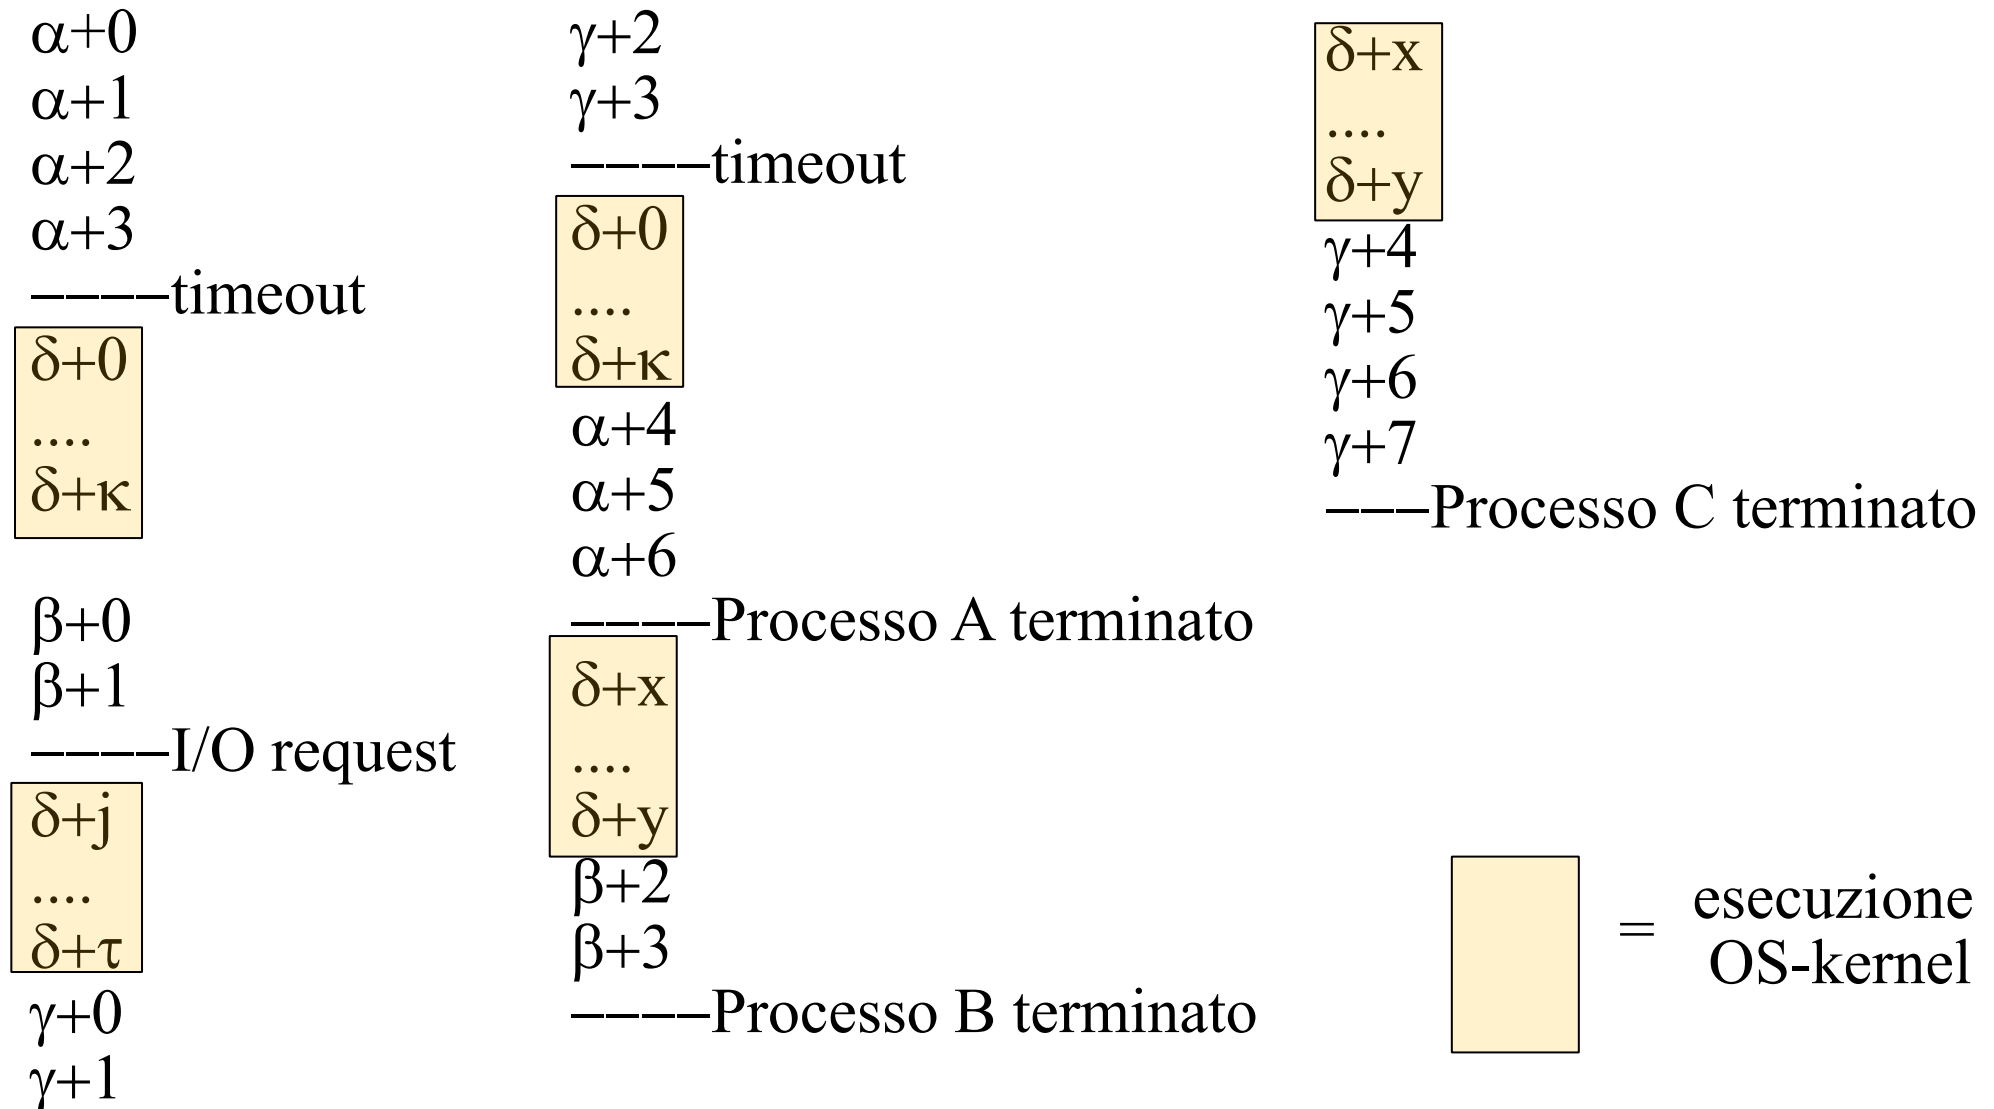 α+0
α+1
α+2
α+3
––––timeout
δ+0
....
δ+κ
β+0
β+1
––––I/O request
δ+j
....
δ+τ
γ+0
γ+1
γ+2
γ+3
––––timeout
δ+0
....
δ+κ
α+4
α+5
α+6
––––Processo A terminato
δ+x
....
δ+y
β+2
β+3
––––Processo B terminato
δ+x
....
δ+y
γ+4
γ+5
γ+6
γ+7
–––Processo C terminato
= esecuzione
OS-kernel